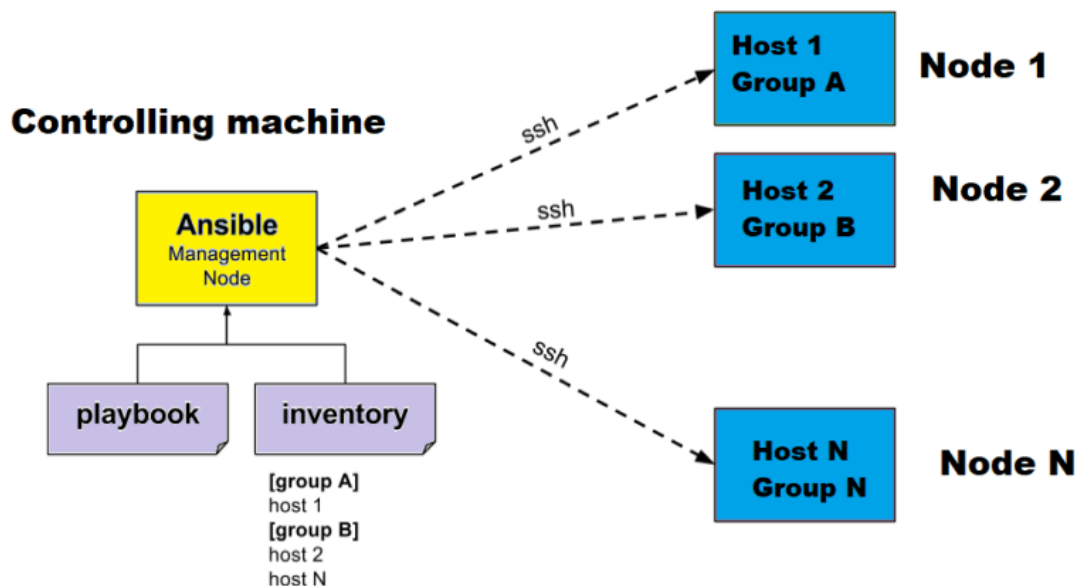 Controlling machine
Ansible
Management
Node
playbook
inventory
[group A]
host 1
[group B]
host 2
host N
ssh
ssh
ssh
Host 1
Group A
Node 1
Host 2
Group B
Node 2
Host N
Group N
Node N